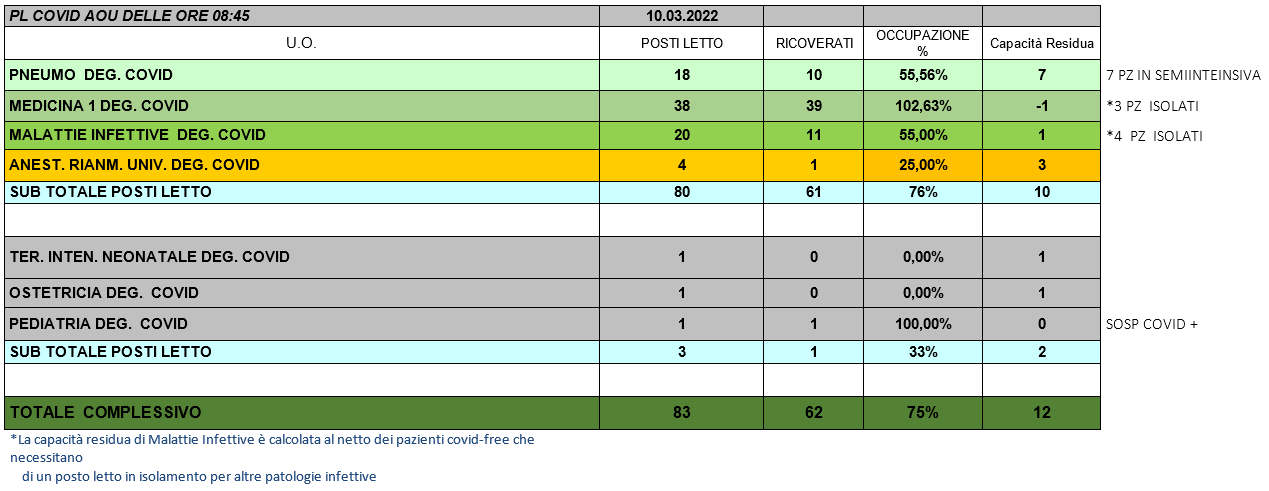 PL COVID AOU DELLE ORE 08:45 10.03.2022
U.O. POSTI LETTO RICOVERATI OCCUPAZIONE % Capacità Residua
PNEUMO DEG. COVID 18 10 55,56% 7 7 PZ IN SEMIINTEINSIVA
MEDICINA 1 DEG. COVID 38 39 102,63% -1 *3 PZ ISOLATI
MALATTIE INFETTIVE DEG. COVID 20 11 55,00% 1 *4 PZ ISOLATI
ANEST. RIANM. UNIV. DEG. COVID 4 1 25,00% 3
SUB TOTALE POSTI LETTO 80 61 76% 10
TER. INTEN. NEONATALE DEG. COVID 1 0 0,00% 1
OSTETRICIA DEG. COVID 1 0 0,00% 1
PEDIATRIA DEG. COVID 1 1 100,00% 0 SOSP COVID +
SUB TOTALE POSTI LETTO 3 1 33% 2
TOTALE COMPLESSIVO 83 62 75% 12
*La capacità residua di Malattie Infettive è calcolata al netto dei pazienti covid-free che
necessitano
di un posto letto in isolamento per altre patologie infettive